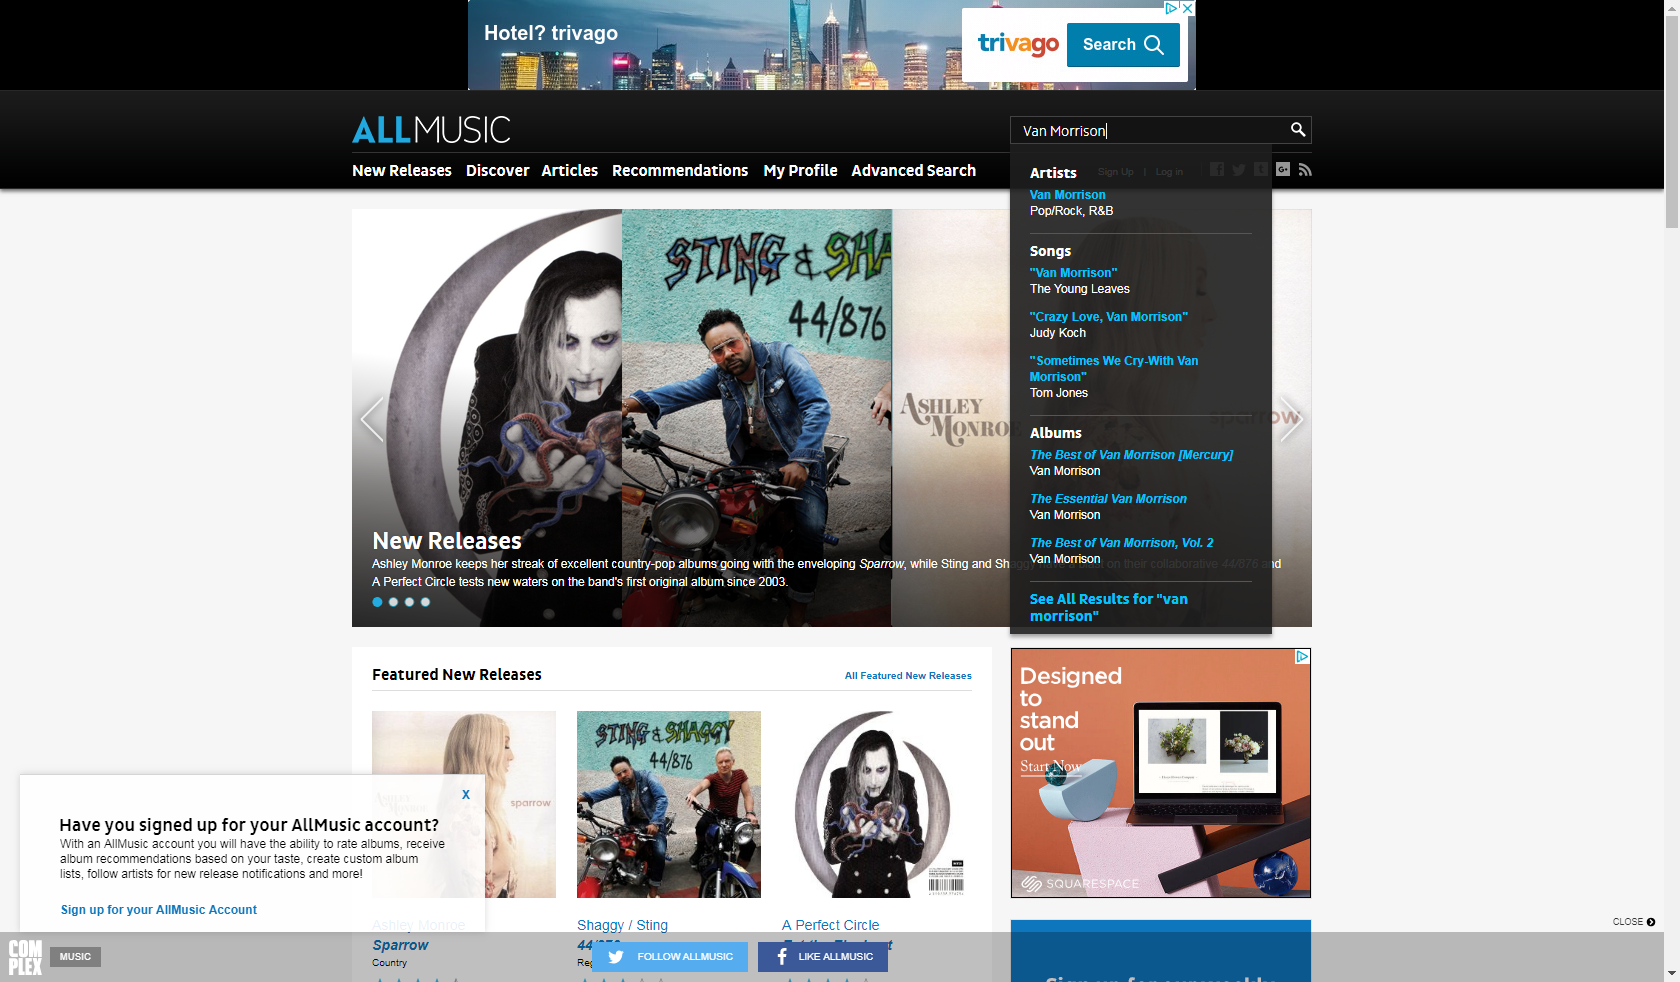 Hotel? trivago
trivago
Search
ALLMUSIC
Van Morrison
New Releases
Discover
Articles
Recommendations
My Profile
Advanced Search
Sign Up | Log in
Artists
Van Morrison
Pop/Rock, R&B
Songs
"Van Morrison"
The Young Leaves
"Crazy Love, Van Morrison"
Judy Koch
"Sometimes We Cry-With Van
Morrison"
Tom Jones
Albums
The Best of Van Morrison [Mercury]
Van Morrison
The Essential Van Morrison
Van Morrison
The Best of Van Morrison, Vol. 2
Van Morrison
See All Results for "van
morrison"
STING & SHA
44/876
ASHLEY
MONROE
sparrow
New Releases
Ashley Monroe keeps her streak of excellent country-pop albums going with the enveloping Sparrow, while Sting and Shaggy have a blast on their collaborative 44/876 and
A Perfect Circle tests new waters on the band's first original album since 2003.
Featured New Releases
All Featured New Releases
ASHLEY
MONROE
sparrow
STING & SHAGGY
44/876
Designed
to
stand
out
Start Now
SQUARESPACE
X
Have you signed up for your AllMusic account?
With an AllMusic account you will have the ability to rate albums, receive
album recommendations based on your taste, create custom album
lists, follow artists for new release notifications and more!
Sign up for your AllMusic Account
Ashley Monroe
Sparrow
Country
Shaggy / Sting
44/876
Reg
A Perfect Circle
CLOSE
COMPLEX
MUSIC
FOLLOW ALLMUSIC
LIKE ALLMUSIC